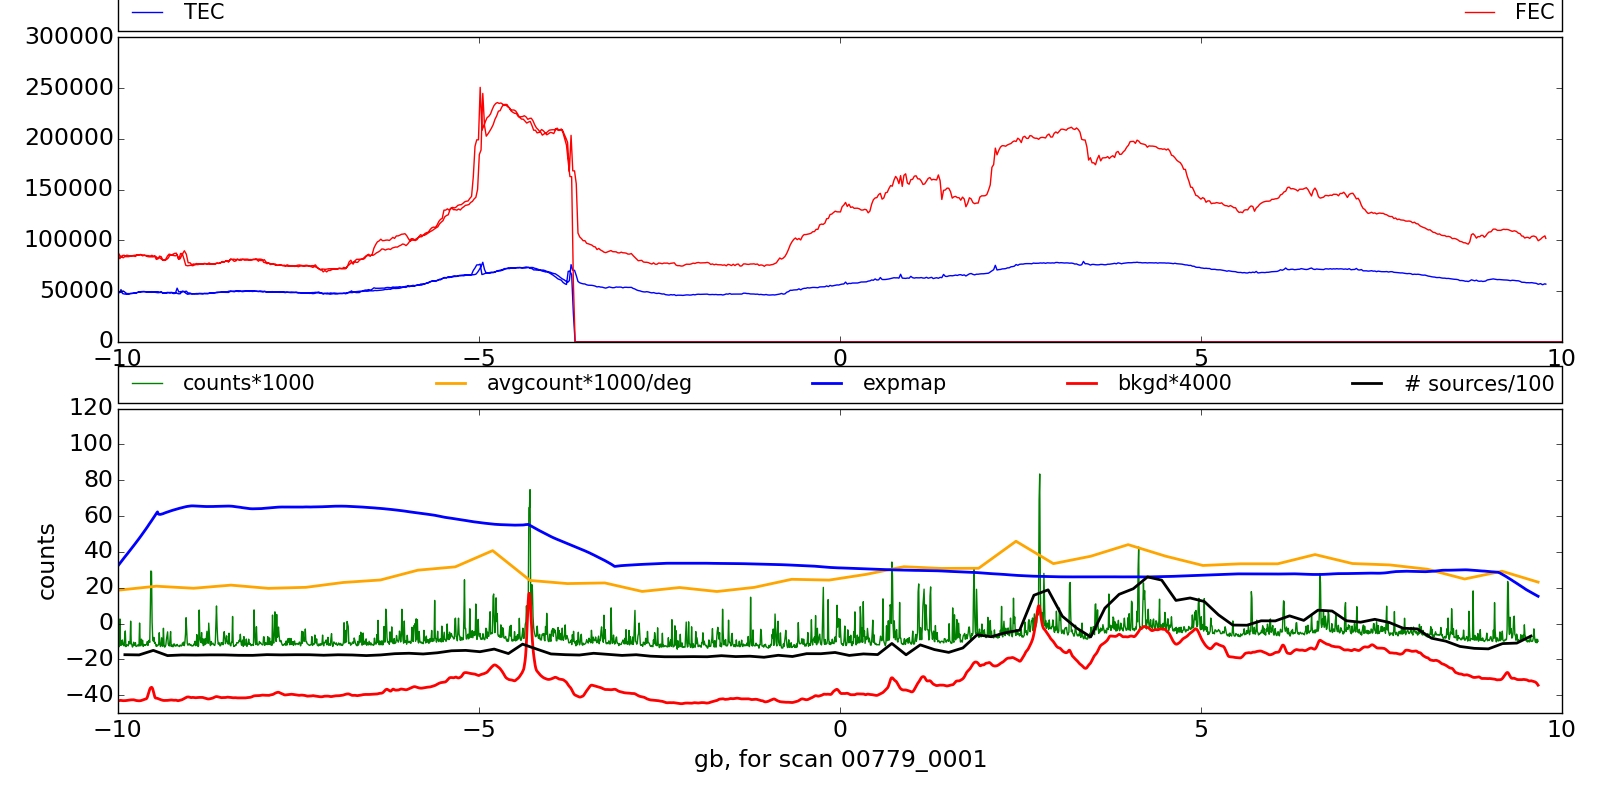 TEC FEC
300000
250000
200000
150000
100000
50000
0
−10 −5 0 5 10
counts*1000 avgcount*1000/deg expmap bkgd*4000 # sources/100
120
100
80
60
40
20
0
−20
−40
counts
−10 −5 0 5 10
gb, for scan 00779_0001